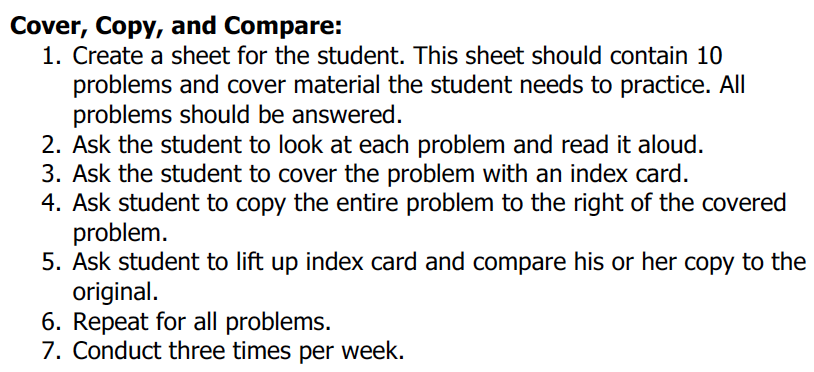 Cover, Copy, and Compare:
1. Create a sheet for the student. This sheet should contain 10
problems and cover material the student needs to practice. All
problems should be answered.
2. Ask the student to look at each problem and read it aloud.
3. Ask the student to cover the problem with an index card.
4. Ask student to copy the entire problem to the right of the covered
problem.
5. Ask student to lift up index card and compare his or her copy to the
original.
6. Repeat for all problems.
7. Conduct three times per week.